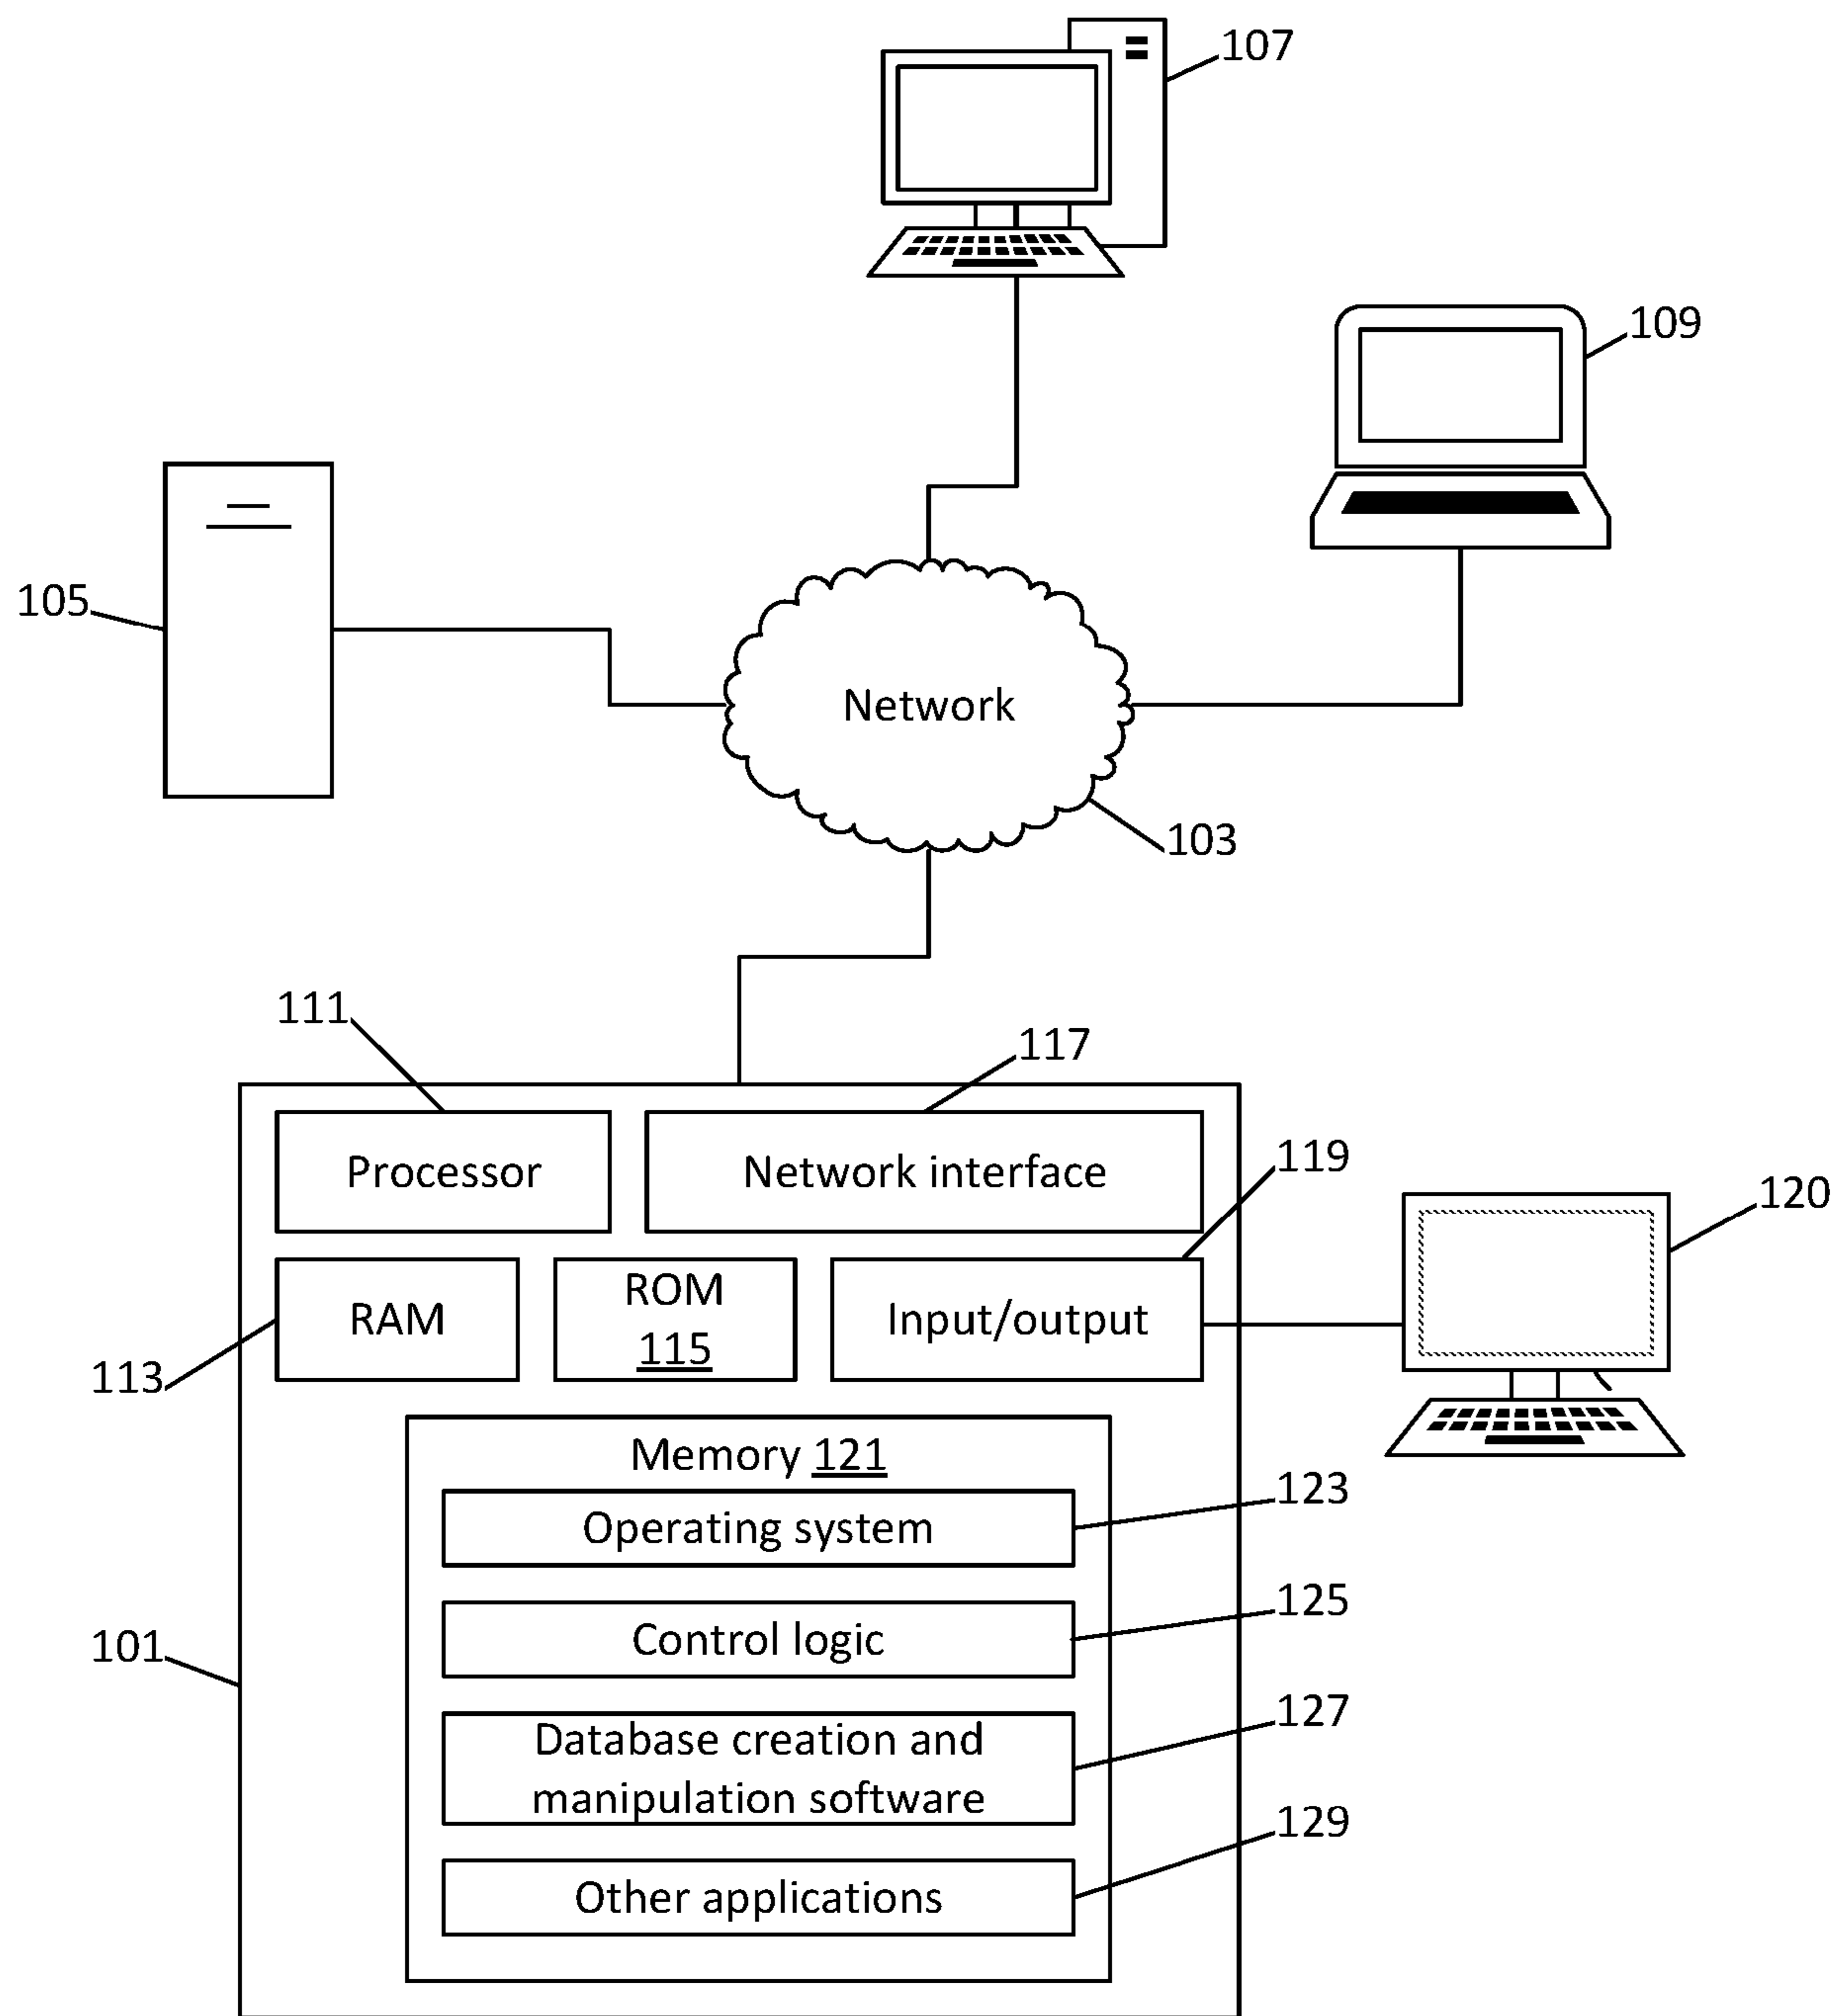 107
109
105
Network
103
111
117
Processor
Network interface
119
120
RAM
ROM
115
Input/output
113
Memory 121
123
Operating system
125
Control logic
101
127
Database creation and
manipulation software
129
Other applications